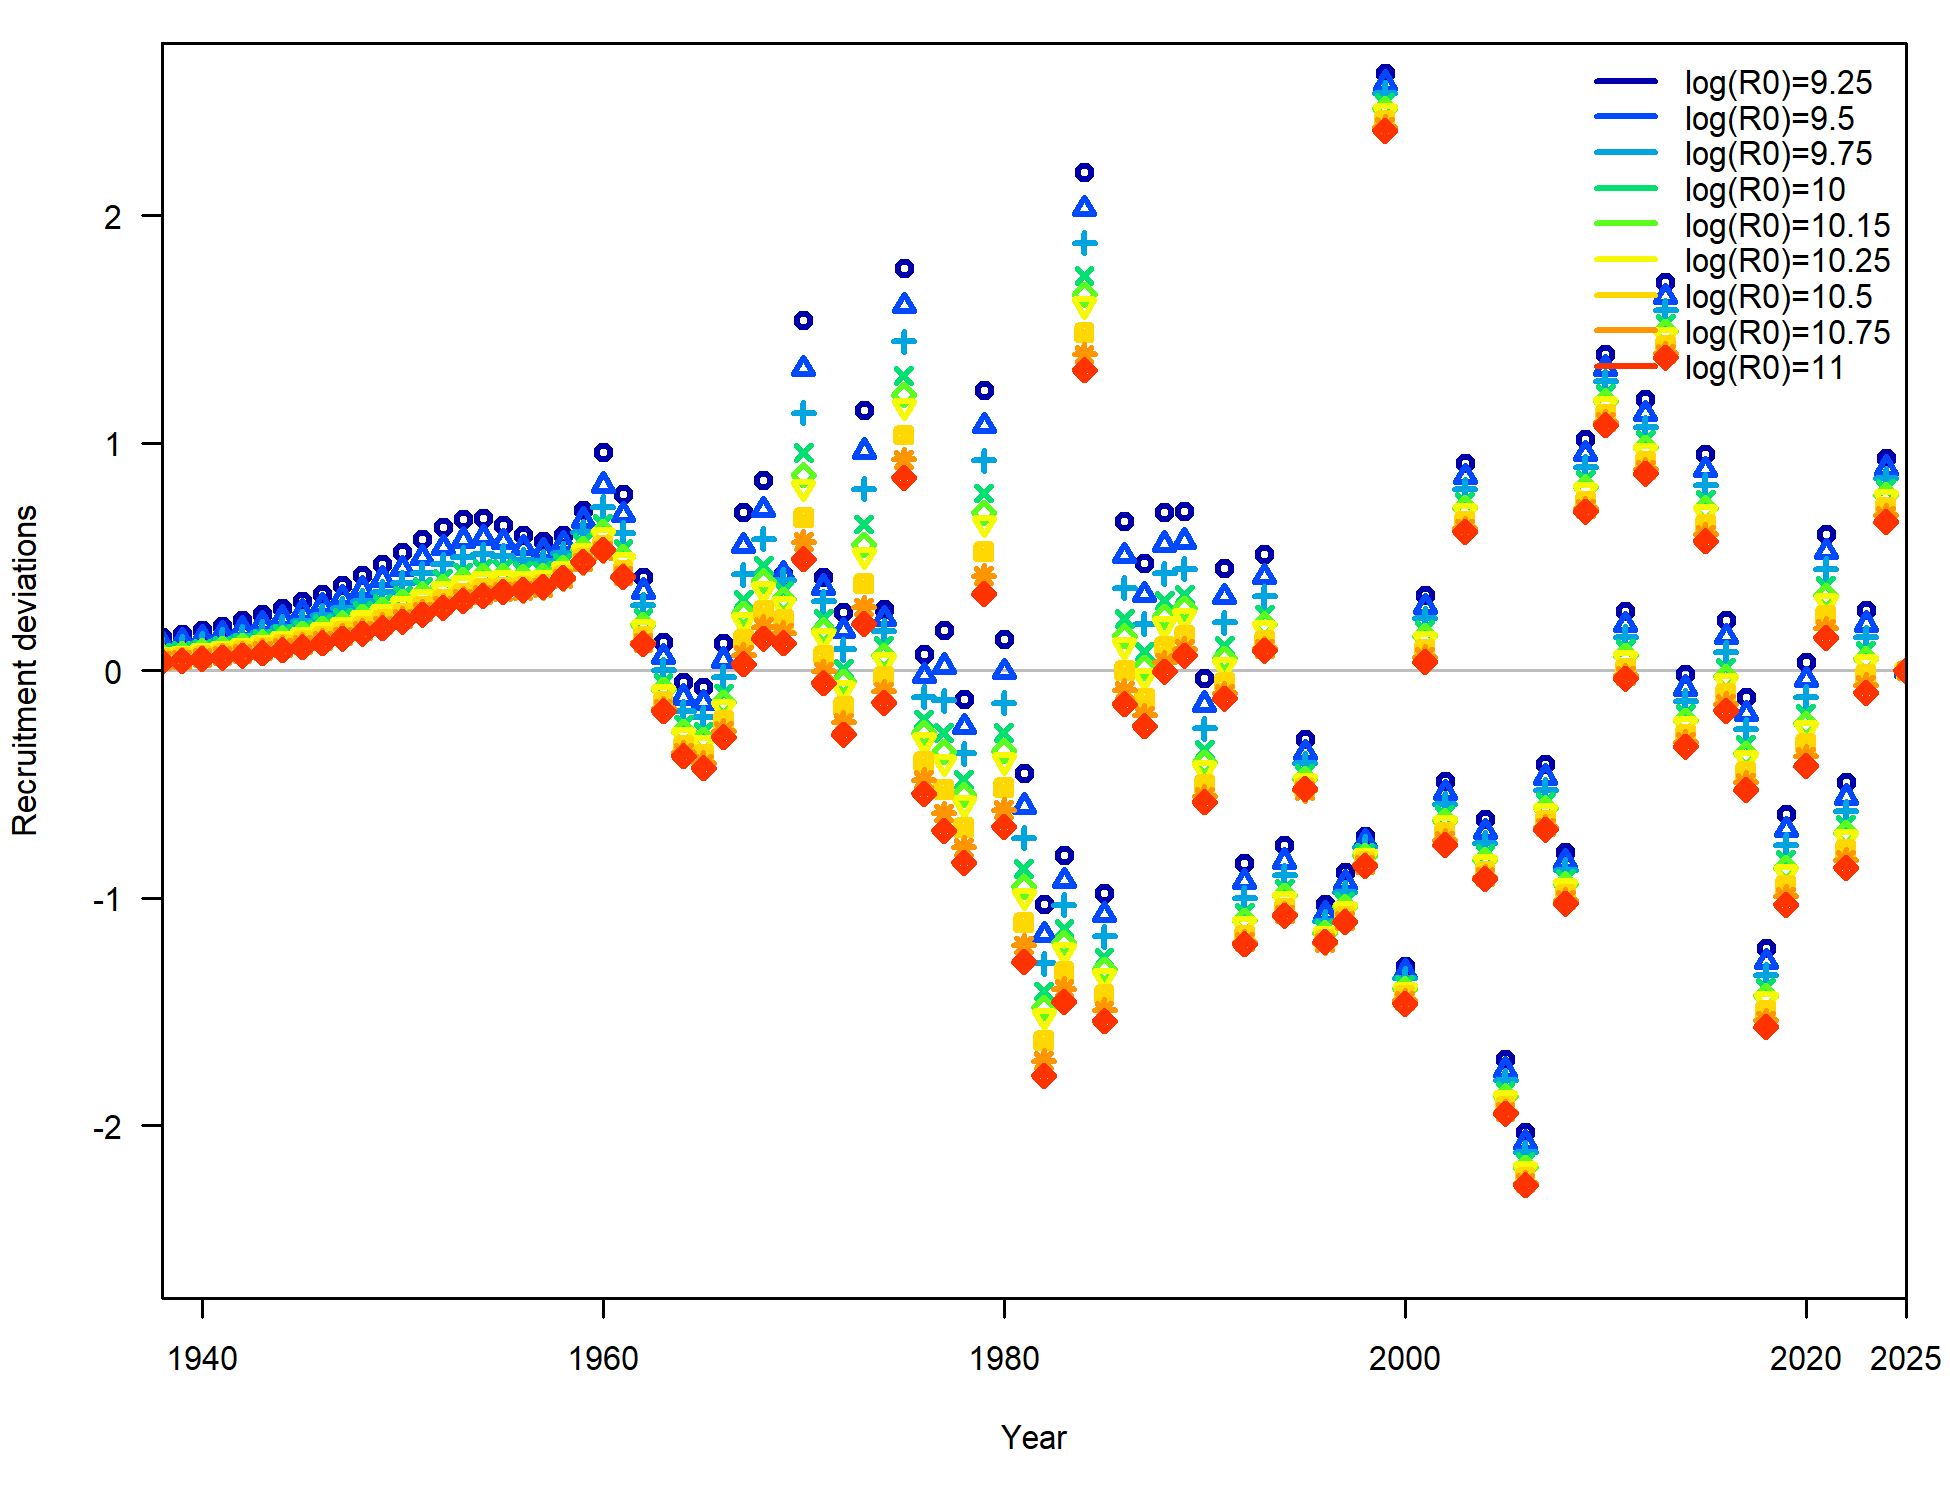 log(R0)=9.25
log(R0)=9.5
log(R0)=9.75
log(R0)=10
log(R0)=10.15
log(R0)=10.25
log(R0)=10.5
log(R0)=10.75
log(R0)=11
2
1
0
-1
-2
Recruitment deviations
1940 1960 1980 2000 2020 2025
Year